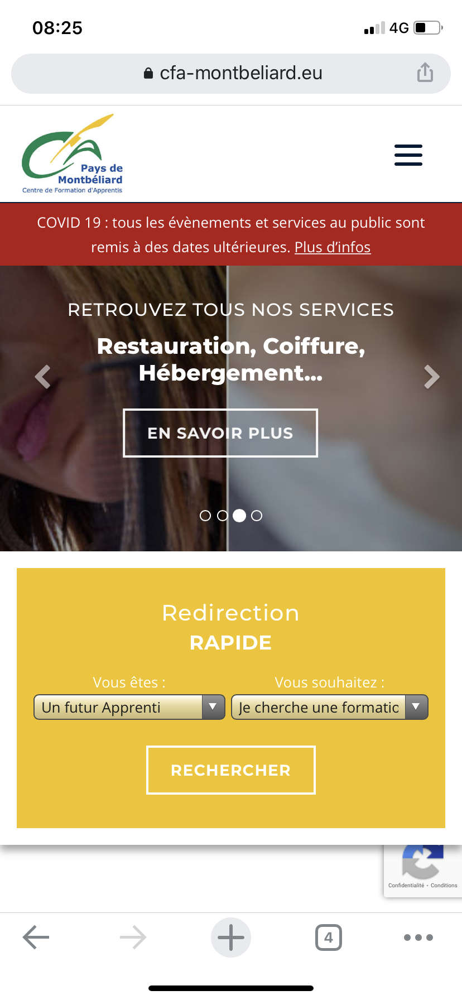 08:25
4G
cfa-montbeliard.eu
CFA
Pays de
Montbéliard
Centre de Formation d'Apprentis
COVID 19 : tous les évènements et services au public sont
remis à des dates ultérieures. Plus d’infos
RETROUVEZ TOUS NOS SERVICES
Restauration, Coiffure,
Hébergement...
EN SAVOIR PLUS
Redirection
RAPIDE
Vous êtes : Vous souhaitez :
Un futur Apprenti Je cherche une formatio
RECHERCHER
Confidentialité - Conditions
4